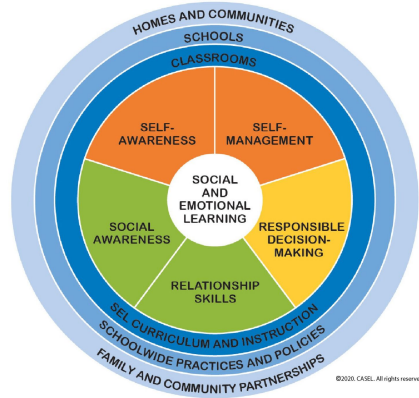 HOMES AND COMMUNITIES
SCHOOLS
CLASSROOMS
SELF-
AWARENESS
SELF-
MANAGEMENT
SOCIAL
AND
EMOTIONAL
LEARNING
SOCIAL
AWARENESS
RESPONSIBLE
DECISION-
MAKING
RELATIONSHIP
SKILLS
SEL CURRICULUM AND INSTRUCTION
SCHOOLWIDE PRACTICES AND POLICIES
FAMILY AND COMMUNITY PARTNERSHIPS
©2020. CASEL. All rights reserve